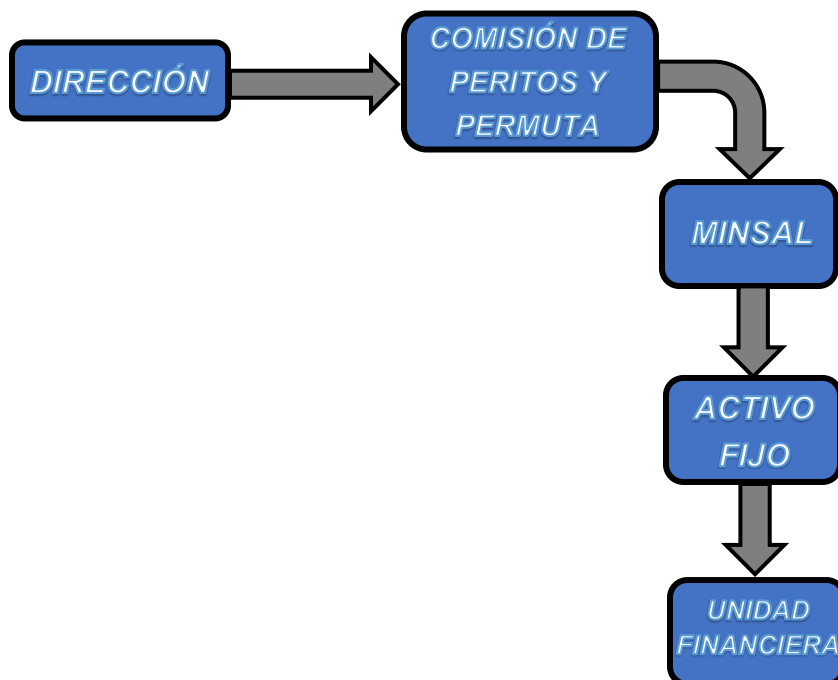 DIRECCIÓN
COMISIÓN DE
PERITOS Y
PERMUTA
MINSAL
ACTIVO
FIJO
UNIDAD
FINANCIERA